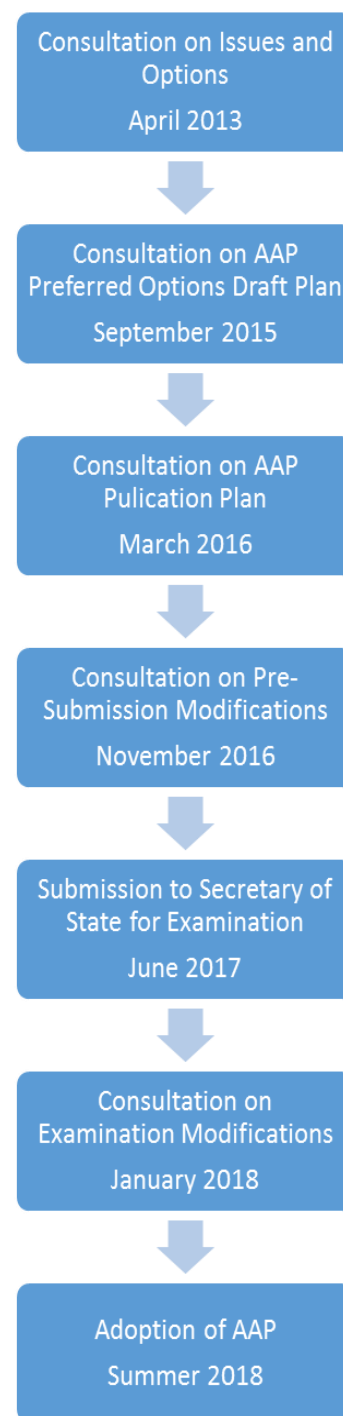 Consultation on Issues and
Options
April 2013
Consultation on AAP
Preferred Options Draft Plan
September 2015
Consultation on AAP
Pulication Plan
March 2016
Consultation on Pre-
Submission Modifications
November 2016
Submission to Secretary of
State for Examination
June 2017
Consultation on
Examination Modifications
January 2018
Adoption of AAP
Summer 2018